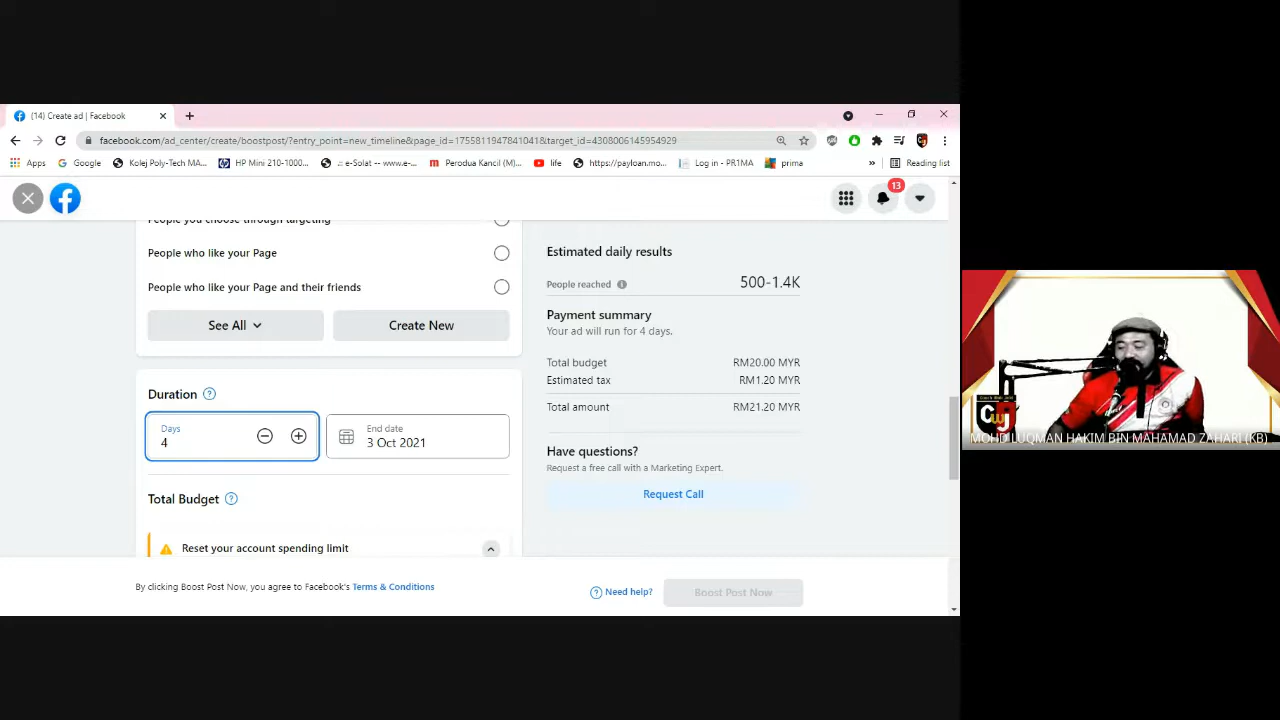 (14) Create ad | Facebook
facebook.com/ad_center/create/boostpost/?entry_point=new_timeline&page_id=1755811947841041&target_id=4308006145954929
Apps
Google
Kolej Poly-Tech MA...
HP Mini 210-1000...
:: e-Solat -- www.e-...
Perodua Kancil (M)...
life
https://payloan.mo...
Log in - PR1MA
prima
»
Reading list
13
People you choose through targeting
People who like your Page
People who like your Page and their friends
See All
Create New
Duration
Days
4
End date
3 Oct 2021
Total Budget
Reset your account spending limit
Estimated daily results
People reached
500-1.4K
Payment summary
Your ad will run for 4 days.
Total budget
RM20.00 MYR
Estimated tax
RM1.20 MYR
Total amount
RM21.20 MYR
Have questions?
Request a free call with a Marketing Expert.
Request Call
By clicking Boost Post Now, you agree to Facebook's Terms & Conditions
Need help?
Boost Post Now
CWJ
MOHD LUQMAN HAKIM BIN MAHAMAD ZAHARI (KB)